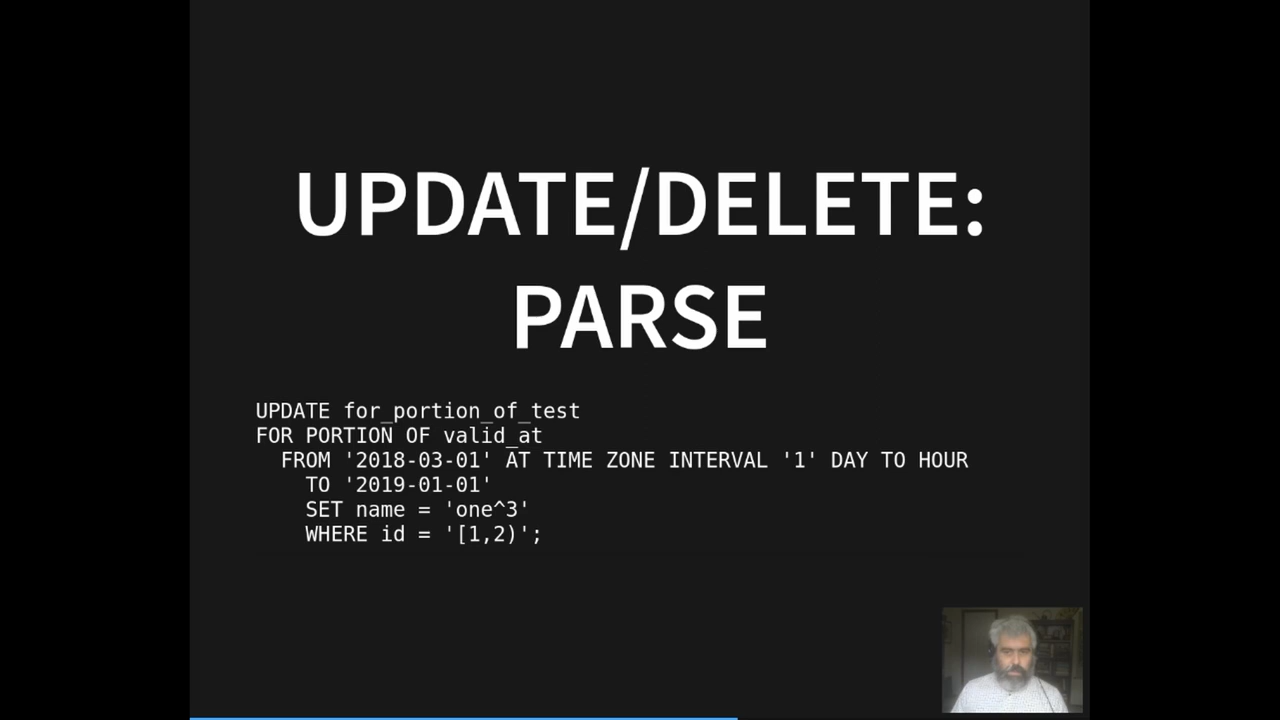 UPDATE/DELETE:
PARSE
UPDATE for_portion_of_test
FOR PORTION OF valid_at
  FROM '2018-03-01' AT TIME ZONE INTERVAL '1' DAY TO HOUR
    TO '2019-01-01'
    SET name = 'one^3'
    WHERE id = '[1,2)';